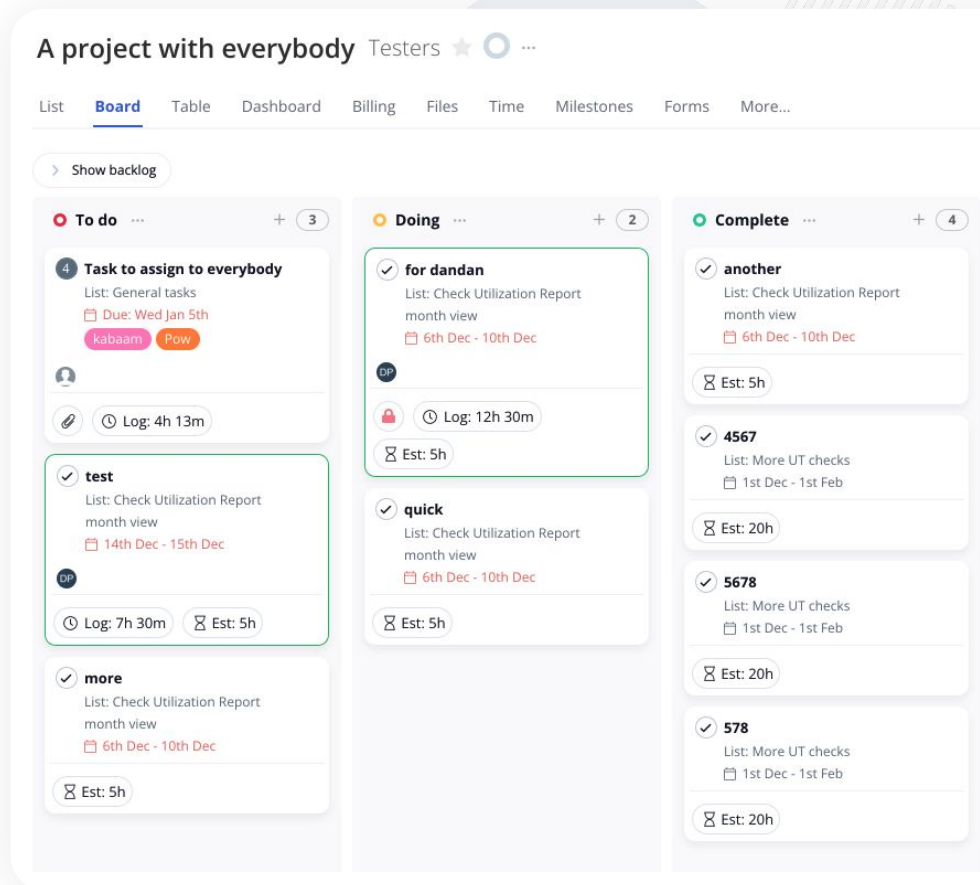 A project with everybody Testers ...
List Board Table Dashboard Billing Files Time Milestones Forms More...
Show backlog
To do ... + 3
4 Task to assign to everybody
List: General tasks
Due: Wed Jan 5th
kabaam Pow
Log: 4h 13m
test
List: Check Utilization Report
month view
14th Dec - 15th Dec
DP
Log: 7h 30m Est: 5h
more
List: Check Utilization Report
month view
6th Dec - 10th Dec
Est: 5h
Doing ... + 2
for dandan
List: Check Utilization Report
month view
6th Dec - 10th Dec
DP
Log: 12h 30m
Est: 5h
quick
List: Check Utilization Report
month view
6th Dec - 10th Dec
Est: 5h
Complete ... + 4
another
List: Check Utilization Report
month view
6th Dec - 10th Dec
Est: 5h
4567
List: More UT checks
1st Dec - 1st Feb
Est: 20h
5678
List: More UT checks
1st Dec - 1st Feb
Est: 20h
578
List: More UT checks
1st Dec - 1st Feb
Est: 20h